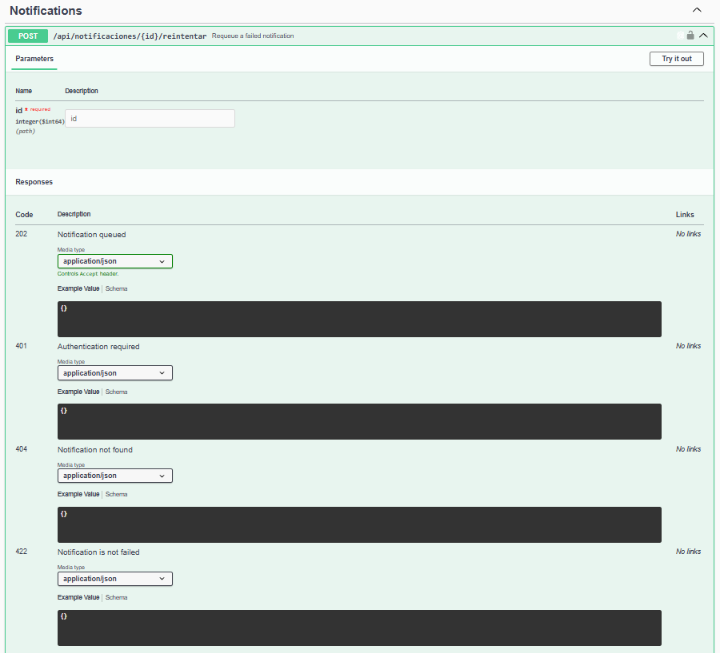 Notifications
POST /api/notificaciones/{id}/reintentar Requeue a failed notification
Parameters
Try it out
Name Description
id * required
integer($int64)
(path)
id
Responses
Code Description Links
202 Notification queued No links
Media type
application/json
Controls Accept header.
Example Value | Schema
{}
401 Authentication required No links
Media type
application/json
Example Value | Schema
{}
404 Notification not found No links
Media type
application/json
Example Value | Schema
{}
422 Notification is not failed No links
Media type
application/json
Example Value | Schema
{}